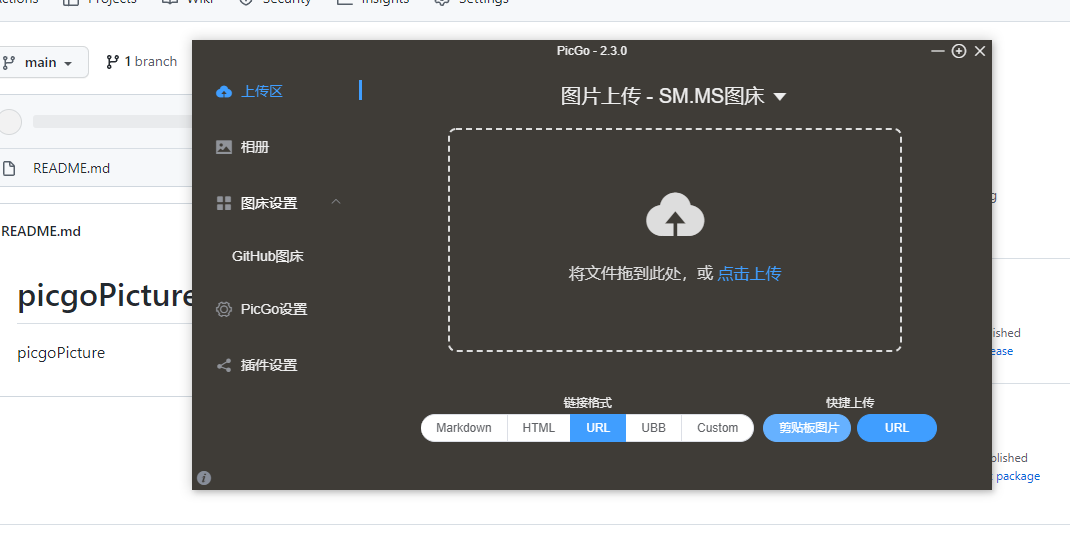 Projects
Wiki
Security
Insights
Settings
main
1 branch
README.md
README.md
picgoPicture
picgoPicture
PicGo - 2.3.0
上传区
相册
图床设置
GitHub图床
PicGo设置
插件设置
图片上传 - SM.MS图床
将文件拖到此处，或 点击上传
链接格式
Markdown HTML URL UBB Custom
快捷上传
剪贴板图片 URL
package